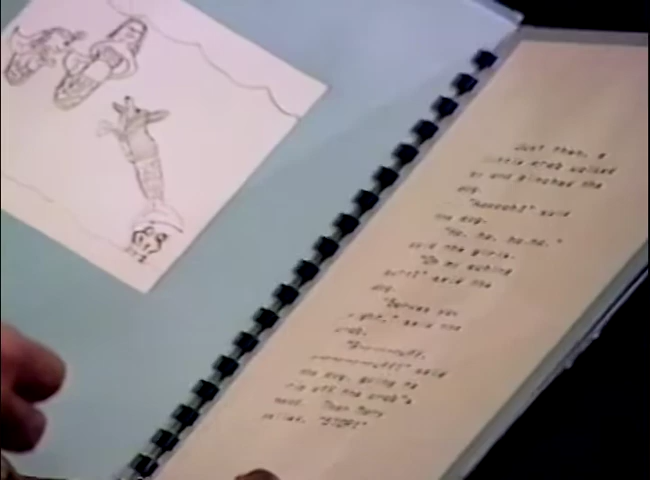 Just then, a
little crab walked
by and pinched the
dog.
"said
the dog.
"Ha, ha, ha-ha,"
said the girls.
"Oh my aching
said the
dog.
"Serves you
right," said the
crab.
said
the dog, going to
rip off the crab's
head. Then Mary
"STOP!"